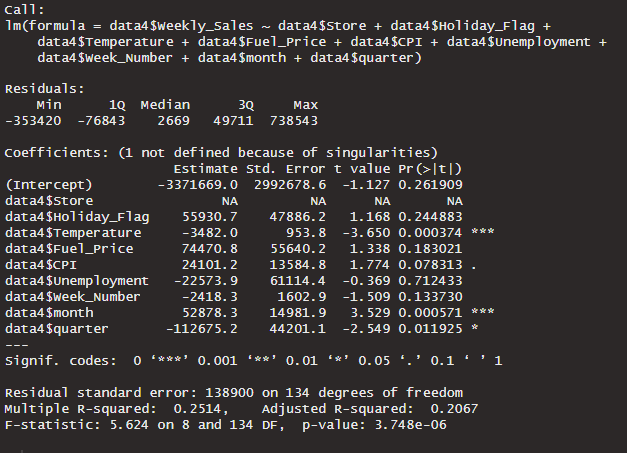 Call:
lm(formula = data4$Weekly_Sales ~ data4$Store + data4$Holiday_Flag +
    data4$Temperature + data4$Fuel_Price + data4$CPI + data4$Unemployment +
    data4$Week_Number + data4$month + data4$quarter)

Residuals:
    Min      1Q  Median      3Q     Max
-353420  -76843    2669   49711  738543

Coefficients: (1 not defined because of singularities)
                     Estimate Std. Error t value Pr(>|t|)
(Intercept)        -3371669.0  2992678.6  -1.127 0.261909
data4$Store                NA         NA      NA       NA
data4$Holiday_Flag    55930.7    47886.2   1.168 0.244883
data4$Temperature     -3482.0      953.8  -3.650 0.000374 ***
data4$Fuel_Price      74470.8    55640.2   1.338 0.183021
data4$CPI             24101.2    13584.8   1.774 0.078313 .
data4$Unemployment   -22573.9    61114.4  -0.369 0.712433
data4$Week_Number     -2418.3     1602.9  -1.509 0.133730
data4$month           52878.3    14981.9   3.529 0.000571 ***
data4$quarter       -112675.2    44201.1  -2.549 0.011925 *
---
Signif. codes:  0 ‘***’ 0.001 ‘**’ 0.01 ‘*’ 0.05 ‘.’ 0.1 ‘ ’ 1

Residual standard error: 138900 on 134 degrees of freedom
Multiple R-squared:  0.2514,	Adjusted R-squared:  0.2067
F-statistic: 5.624 on 8 and 134 DF,  p-value: 3.748e-06